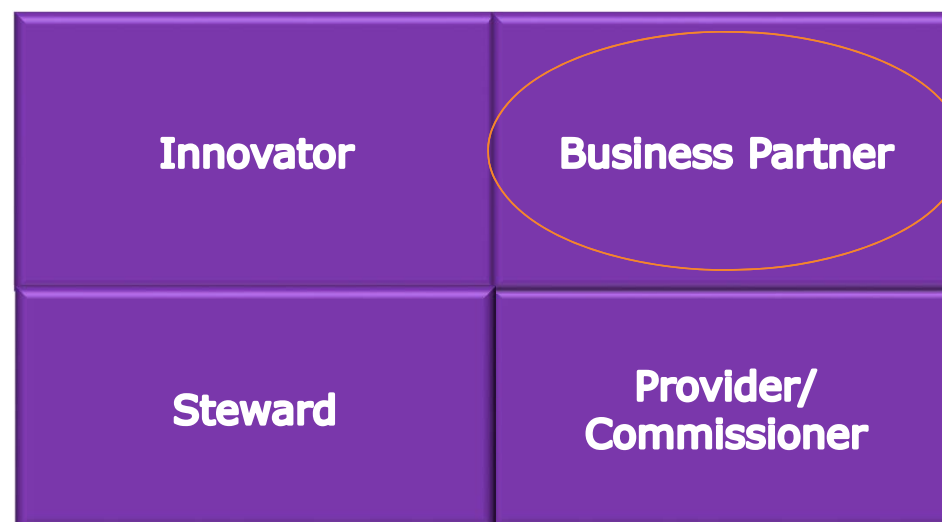 Innovator
Business Partner
Steward
Provider/
Commissioner